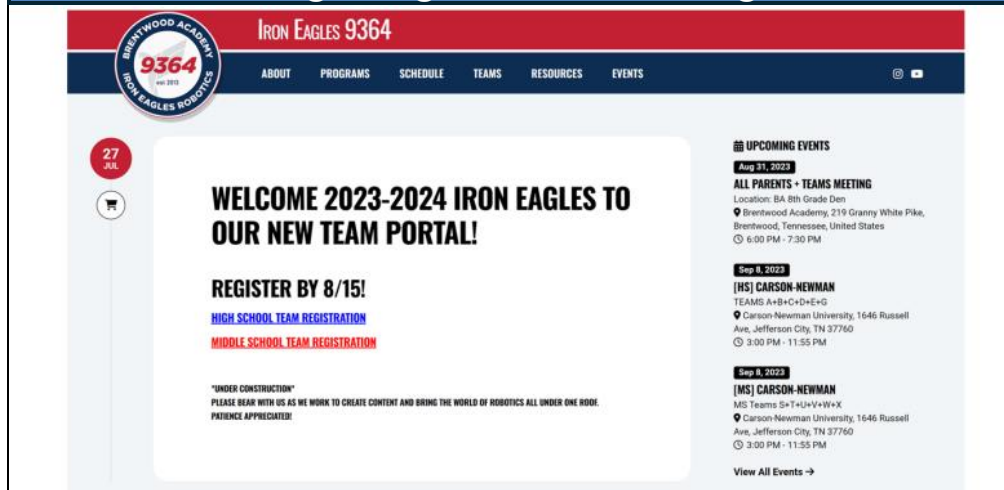 IRON EAGLES 9364
BRENTWOOD ACADEMY
9364
est 2013
IRON EAGLES ROBOTICS
ABOUT PROGRAMS SCHEDULE TEAMS RESOURCES EVENTS
27
JUL
WELCOME 2023-2024 IRON EAGLES TO
OUR NEW TEAM PORTAL!
REGISTER BY 8/15!
HIGH SCHOOL TEAM REGISTRATION
MIDDLE SCHOOL TEAM REGISTRATION
*UNDER CONSTRUCTION*
PLEASE BEAR WITH US AS WE WORK TO CREATE CONTENT AND BRING THE WORLD OF ROBOTICS ALL UNDER ONE ROOF.
PATIENCE APPRECIATED!
UPCOMING EVENTS
Aug 31, 2023
ALL PARENTS + TEAMS MEETING
Location: BA 8th Grade Den
Brentwood Academy, 219 Granny White Pike,
Brentwood, Tennessee, United States
6:00 PM - 7:30 PM
Sep 8, 2023
[HS] CARSON-NEWMAN
TEAMS A+B+C+D+E+G
Carson-Newman University, 1646 Russell
Ave, Jefferson City, TN 37760
3:00 PM - 11:55 PM
Sep 8, 2023
[MS] CARSON-NEWMAN
MS Teams S+T+U+V+W+X
Carson-Newman University, 1646 Russell
Ave, Jefferson City, TN 37760
3:00 PM - 11:55 PM
View All Events →